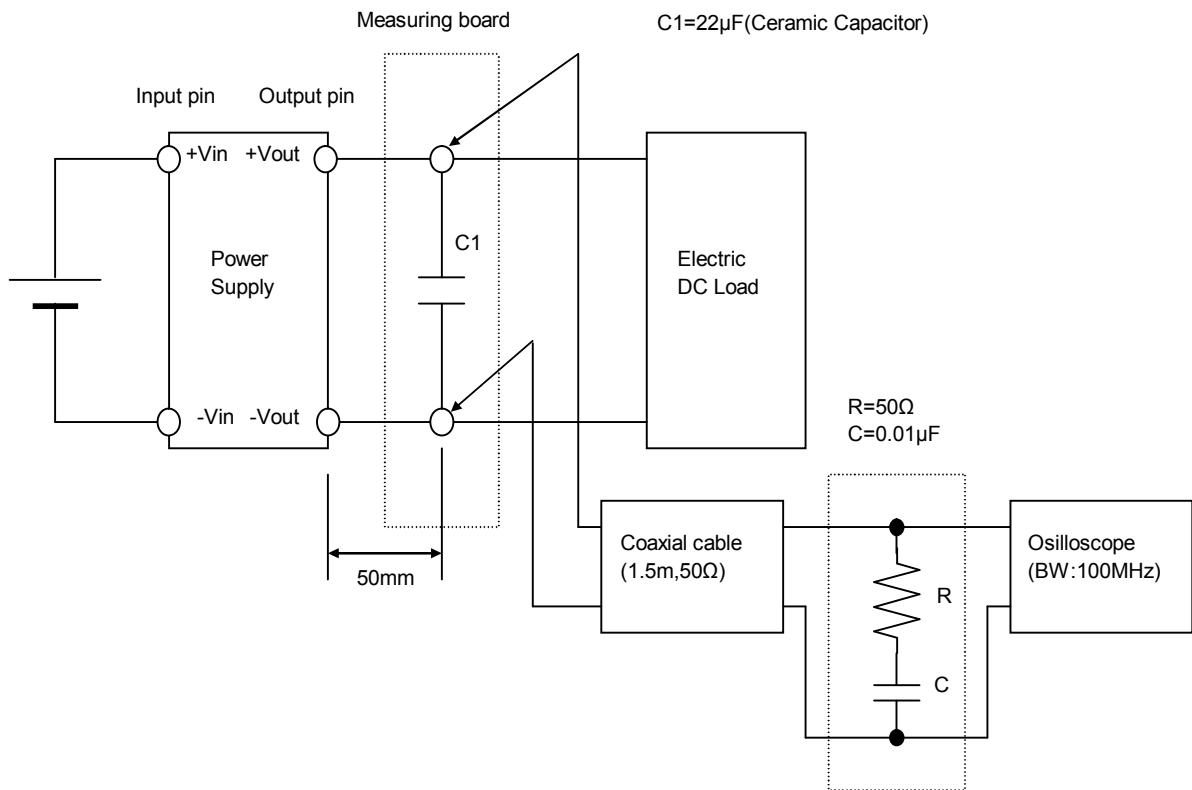 Measuring board
C1=22µF(Ceramic Capacitor)
Input pin
Output pin
+Vin
+Vout
C1
Power
Supply
Electric
DC Load
-Vin
-Vout
R=50Ω
C=0.01µF
50mm
Coaxial cable
(1.5m,50Ω)
R
C
Osilloscope
(BW:100MHz)